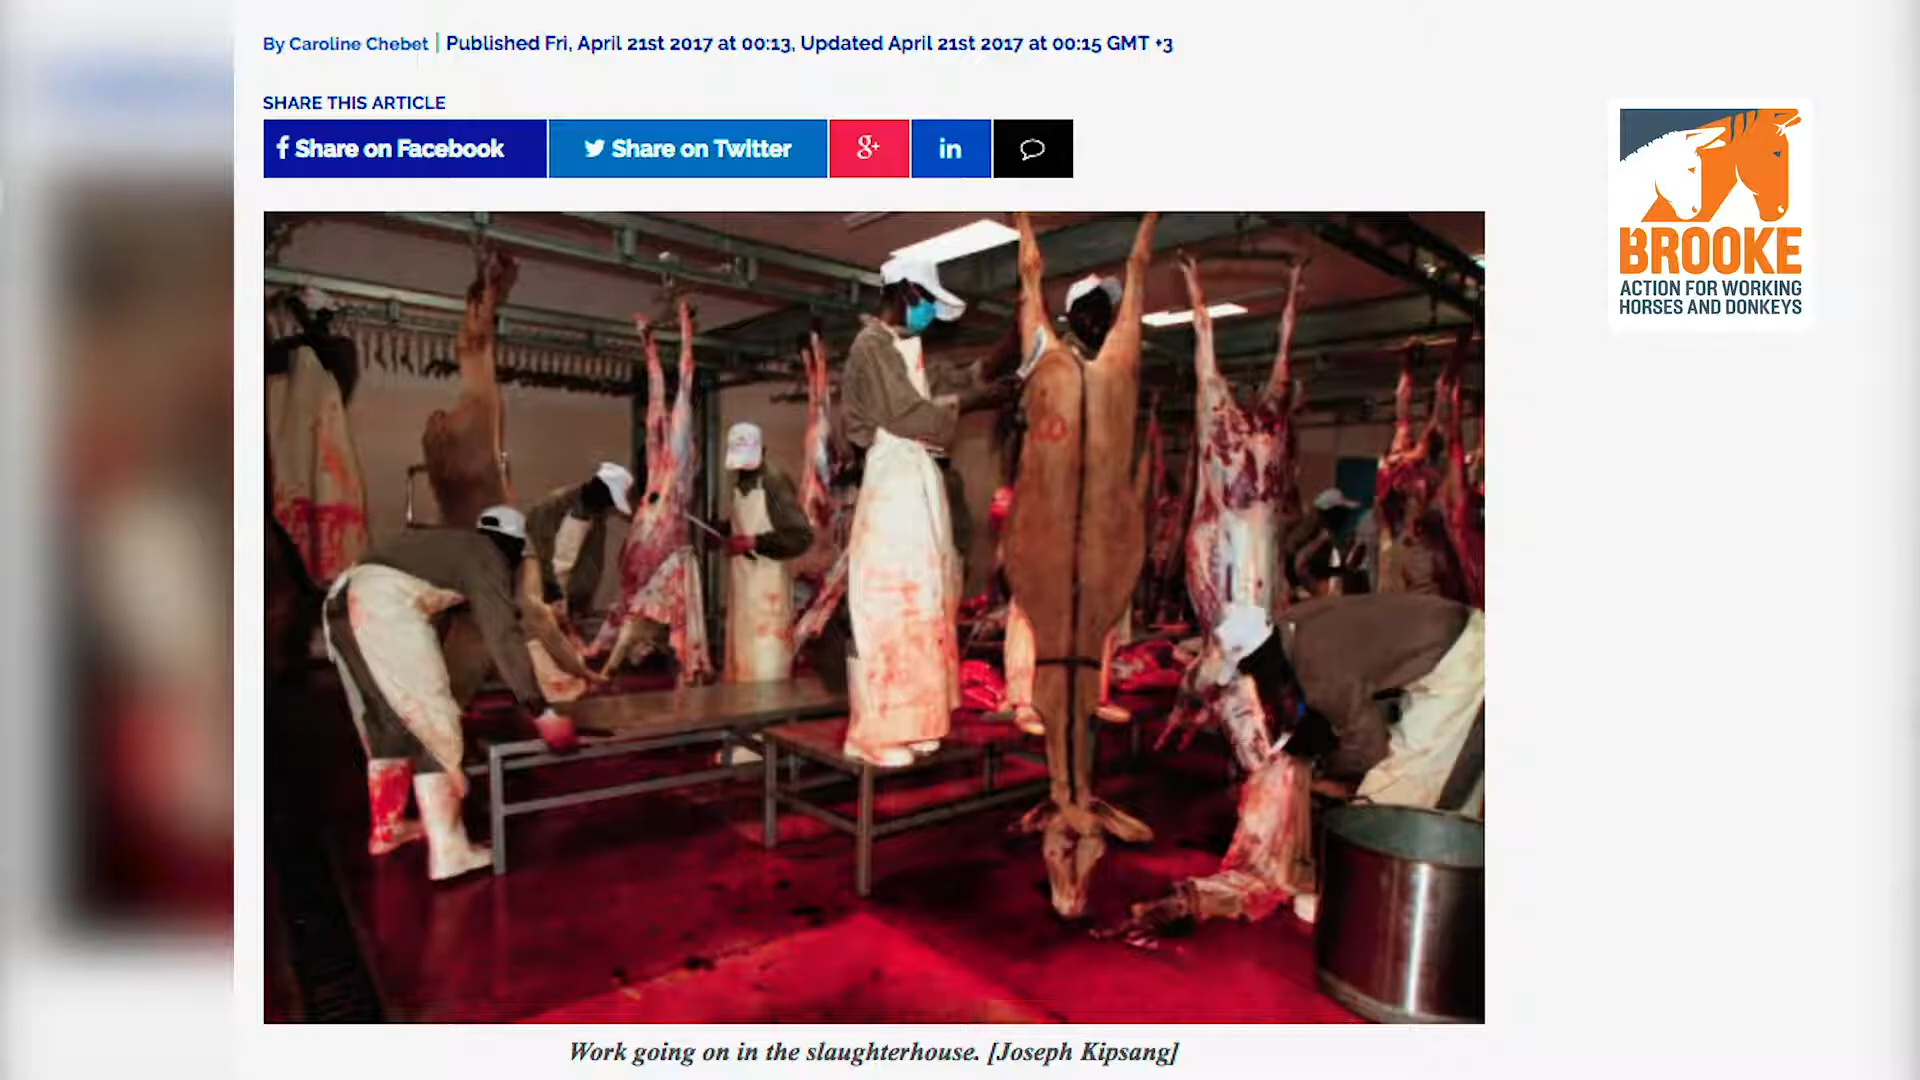 By Caroline Chebet | Published Fri, April 21st 2017 at 00:13, Updated April 21st 2017 at 00:15 GMT +3
SHARE THIS ARTICLE
f Share on Facebook
Share on Twitter
8+
in
BROOKE
ACTION FOR WORKING
HORSES AND DONKEYS
Work going on in the slaughterhouse. [Joseph Kipsang]